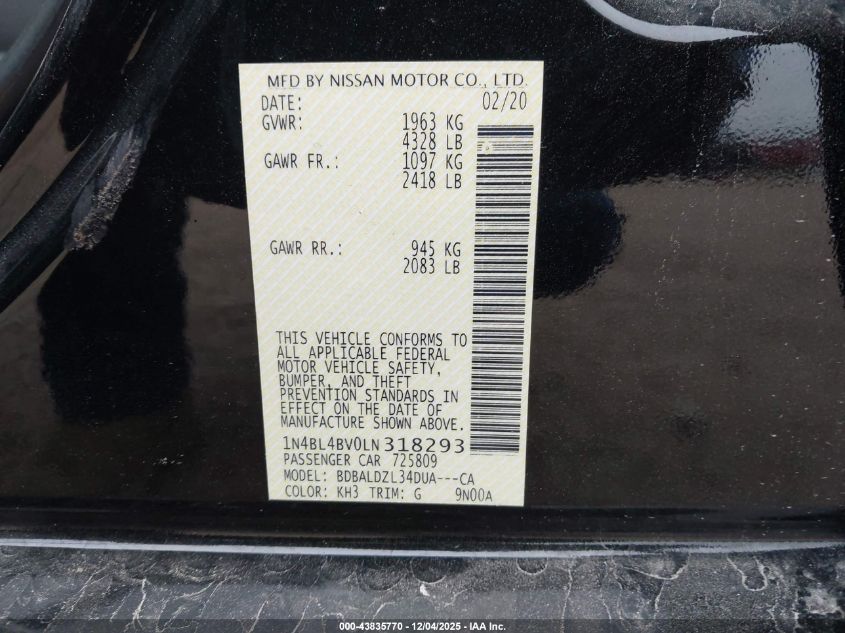 MFD BY NISSAN MOTOR CO., LTD.
DATE: 02/20
GVWR: 1963 KG
4328 LB
GAWR FR.: 1097 KG
2418 LB
GAWR RR.: 945 KG
2083 LB
THIS VEHICLE CONFORMS TO
ALL APPLICABLE FEDERAL
MOTOR VEHICLE SAFETY,
BUMPER, AND THEFT
PREVENTION STANDARDS IN
EFFECT ON THE DATE OF
MANUFACTURE SHOWN ABOVE.
1N4BL4BV0LN318293
PASSENGER CAR 725809
MODEL: BDBALDZL34DUA---CA
COLOR: KH3 TRIM: G 9N00A
000-43835770 - 12/04/2025 - IAA Inc.